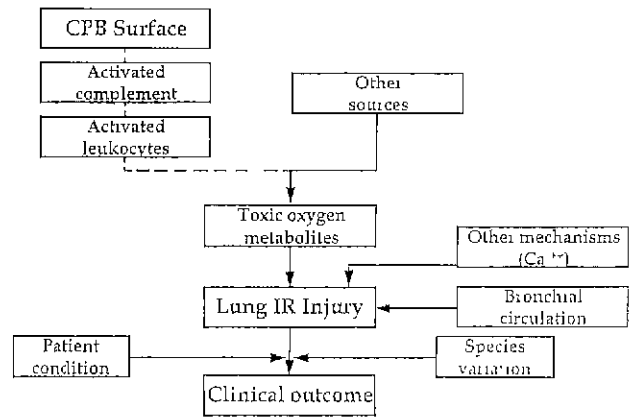 CPB Surface
Activated
complement
Activated
leukocytes
Other
sources
Toxic oxygen
metabolites
Other mechanisms
(Ca⁺⁺)
Lung IR Injury
Bronchial
circulation
Patient
condition
Species
variation
Clinical outcome